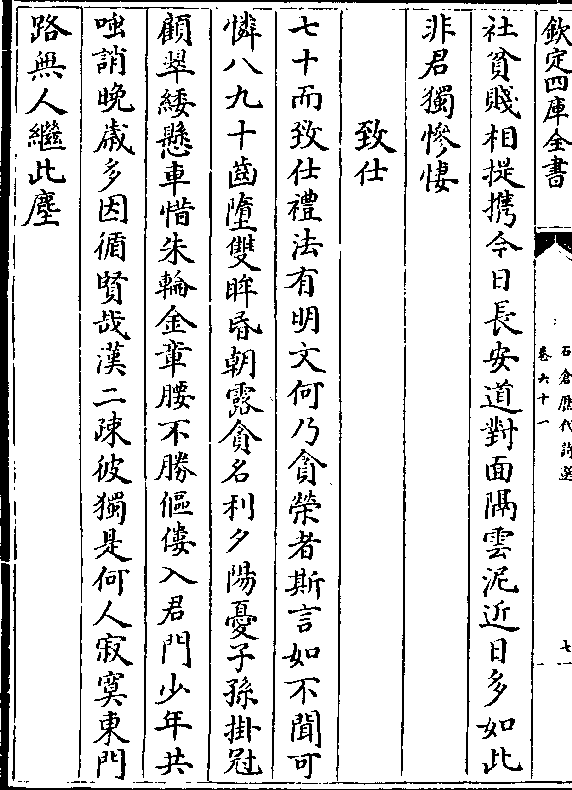 欽定四庫全書
石倉歷代詩選
卷六十一
七
社貧賤相提携今日長安道對面隔雲泥近日多如此
非君獨慘悽
致仕
七十而致仕禮法有明文何乃貪榮者斯言如不聞可
憐八九十齒墮雙眸昏朝露貪名利夕陽憂子孫掛冠
顧翠緌懸車惜朱輪金章腰不勝傴僂入君門少年共
嗤誚晩歳多因循賢哉漢二疎彼獨是何人寂寞東門
路無人繼此塵